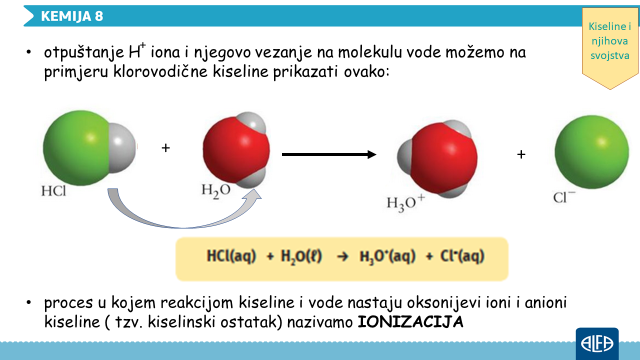 KEMIJA 8
Kiseline i
njihova
svojstva
• otpuštanje H⁺ iona i njegovo vezanje na molekulu vode možemo na
primjeru klorovodične kiseline prikazati ovako:
+
+
HCl
H₂O
H₃O⁺
Cl⁻
HCl(aq) + H₂O(ℓ) → H₃O⁺(aq) + Cl⁻(aq)
• proces u kojem reakcijom kiseline i vode nastaju oksonijevi ioni i anioni
kiseline ( tzv. kiselinski ostatak) nazivamo IONIZACIJA
ALFA